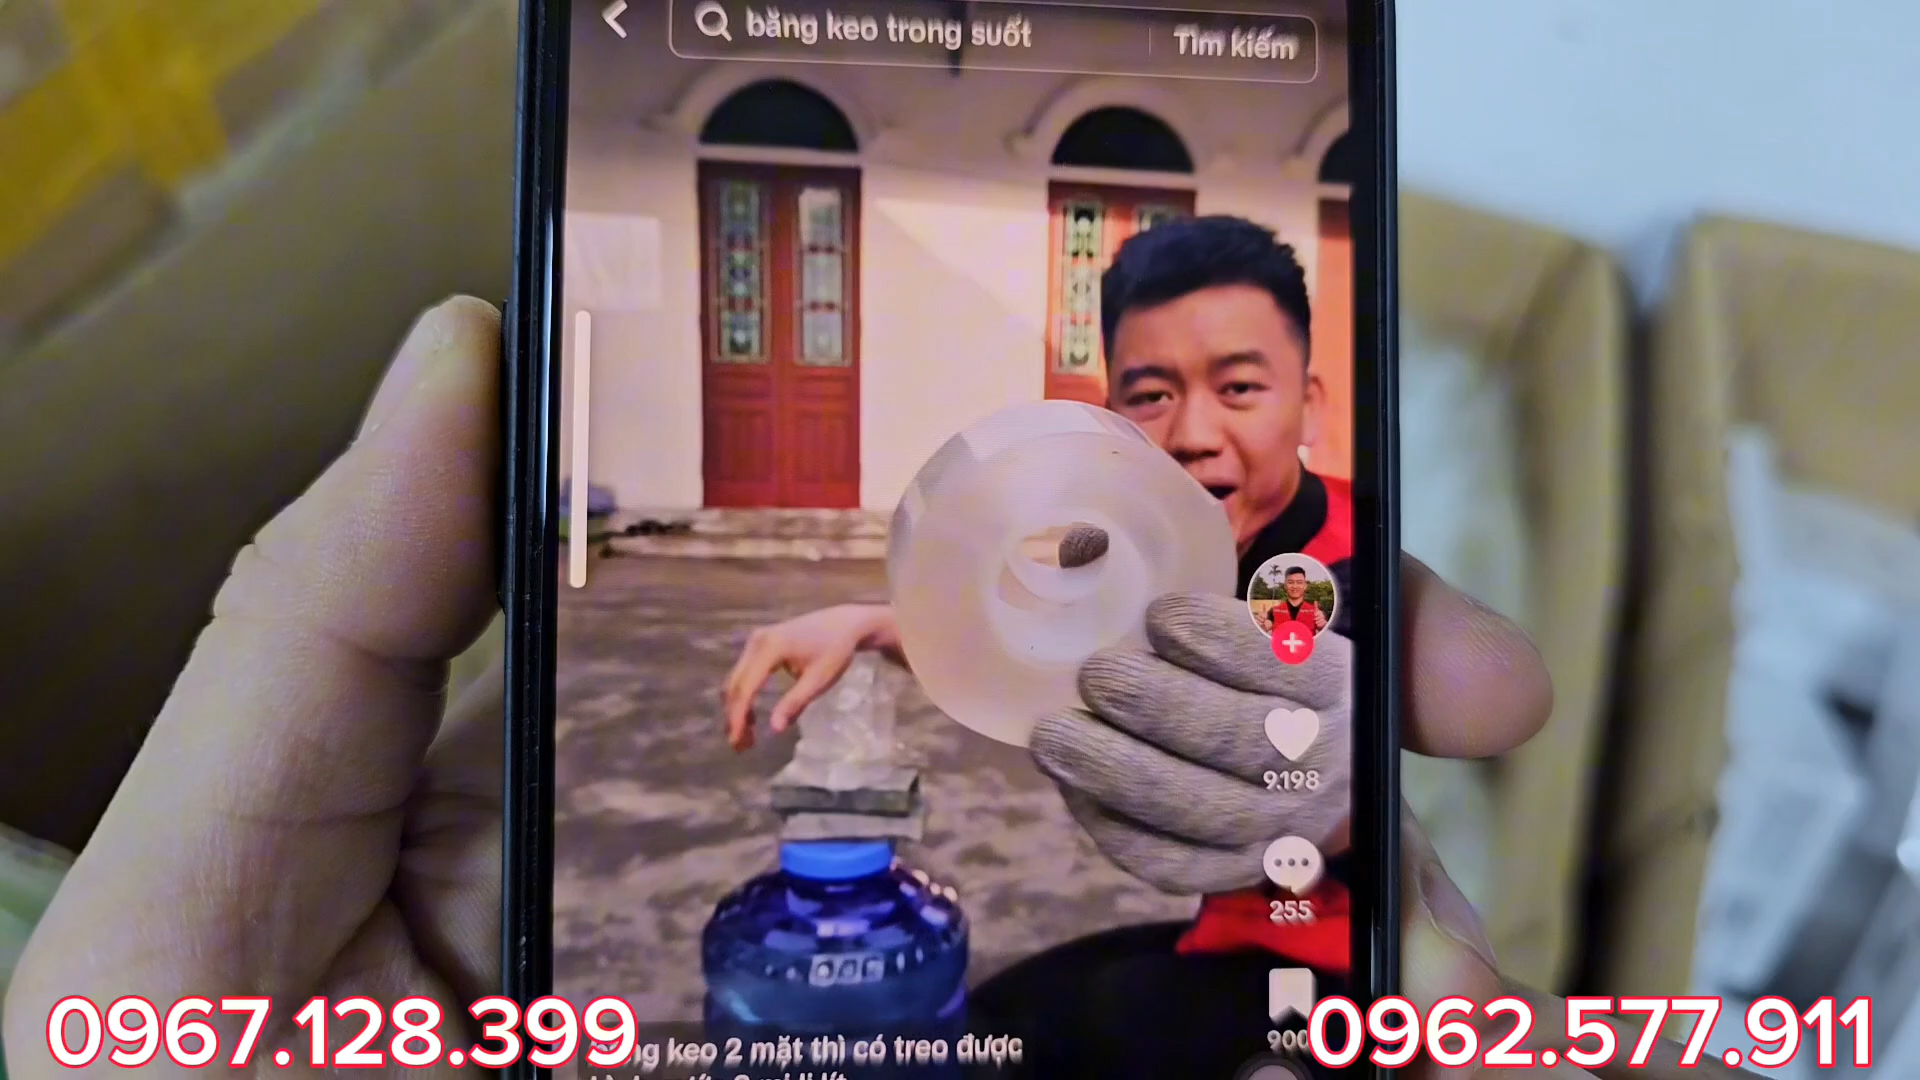 băng keo trong suốt
Tìm kiếm
9.198
255
900
keo 2 mặt thì có treo được
0967.128.399
0962.577.911